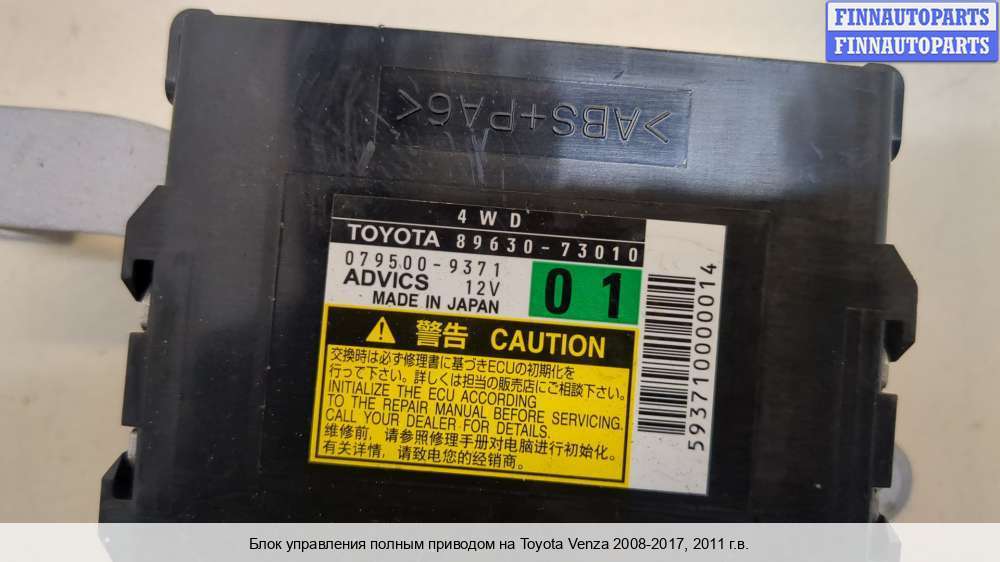 FINNAUTOPARTS
FINNAUTOPARTS
>ABS+PA6<
4WD
TOYOTA 89630-73010
079500-9371
ADVICS 12V
MADE IN JAPAN
01
5937100000014
警告 CAUTION
交換時は必ず修理書に基づきECUの初期化を
行って下さい。詳しくは担当の販売店にご相談下さい。
INITIALIZE THE ECU ACCORDING
TO THE REPAIR MANUAL BEFORE SERVICING.
CALL YOUR DEALER FOR DETAILS.
维修前，请参照修理手册对电脑进行初始化。
有关详情，请致电您的经销商。
Блок управления полным приводом на Toyota Venza 2008-2017, 2011 г.в.